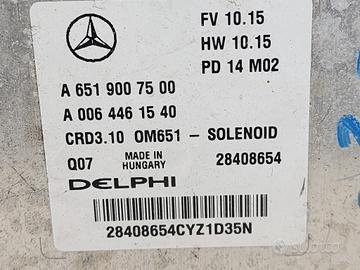 FV 10.15
HW 10.15
PD 14 M02
A 651 900 75 00
A 006 446 15 40
CRD3.10 OM651 - SOLENOID
Q07 MADE IN HUNGARY 28408654
DELPHI
28408654CYZ1D35N
subito